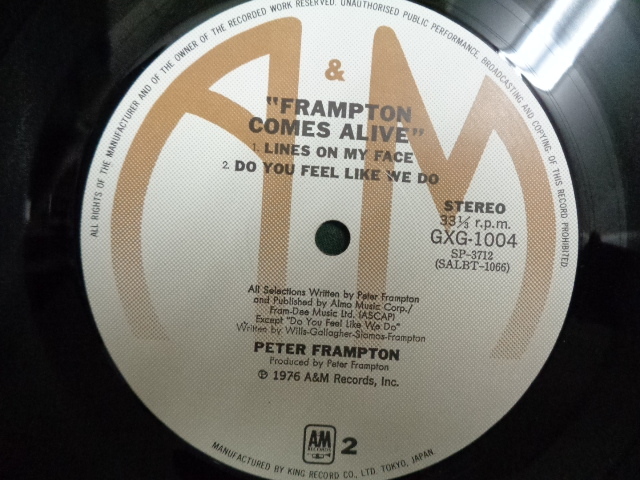 ALL RIGHTS OF THE MANUFACTURER AND OF THE OWNER OF THE RECORDED WORK RESERVED. UNAUTHORISED PUBLIC PERFORMANCE, BROADCASTING AND COPYING OF THIS RECORD PROHIBITED.
A & M
"FRAMPTON
COMES ALIVE"
1. LINES ON MY FACE
2. DO YOU FEEL LIKE WE DO
STEREO
33⅓ r.p.m.
GXG-1004
SP-3712
(SALBT-1066)
All Selections Written by Peter Frampton
and Published by Almo Music Corp./
Fram-Dee Music Ltd. (ASCAP)
Except "Do You Feel Like We Do"
Written by Wills-Gallagher-Siomos-Frampton
PETER FRAMPTON
Produced by Peter Frampton
℗ 1976 A&M Records, Inc.
A&M
RECORDS
2
MANUFACTURED BY KING RECORD CO., LTD. TOKYO, JAPAN